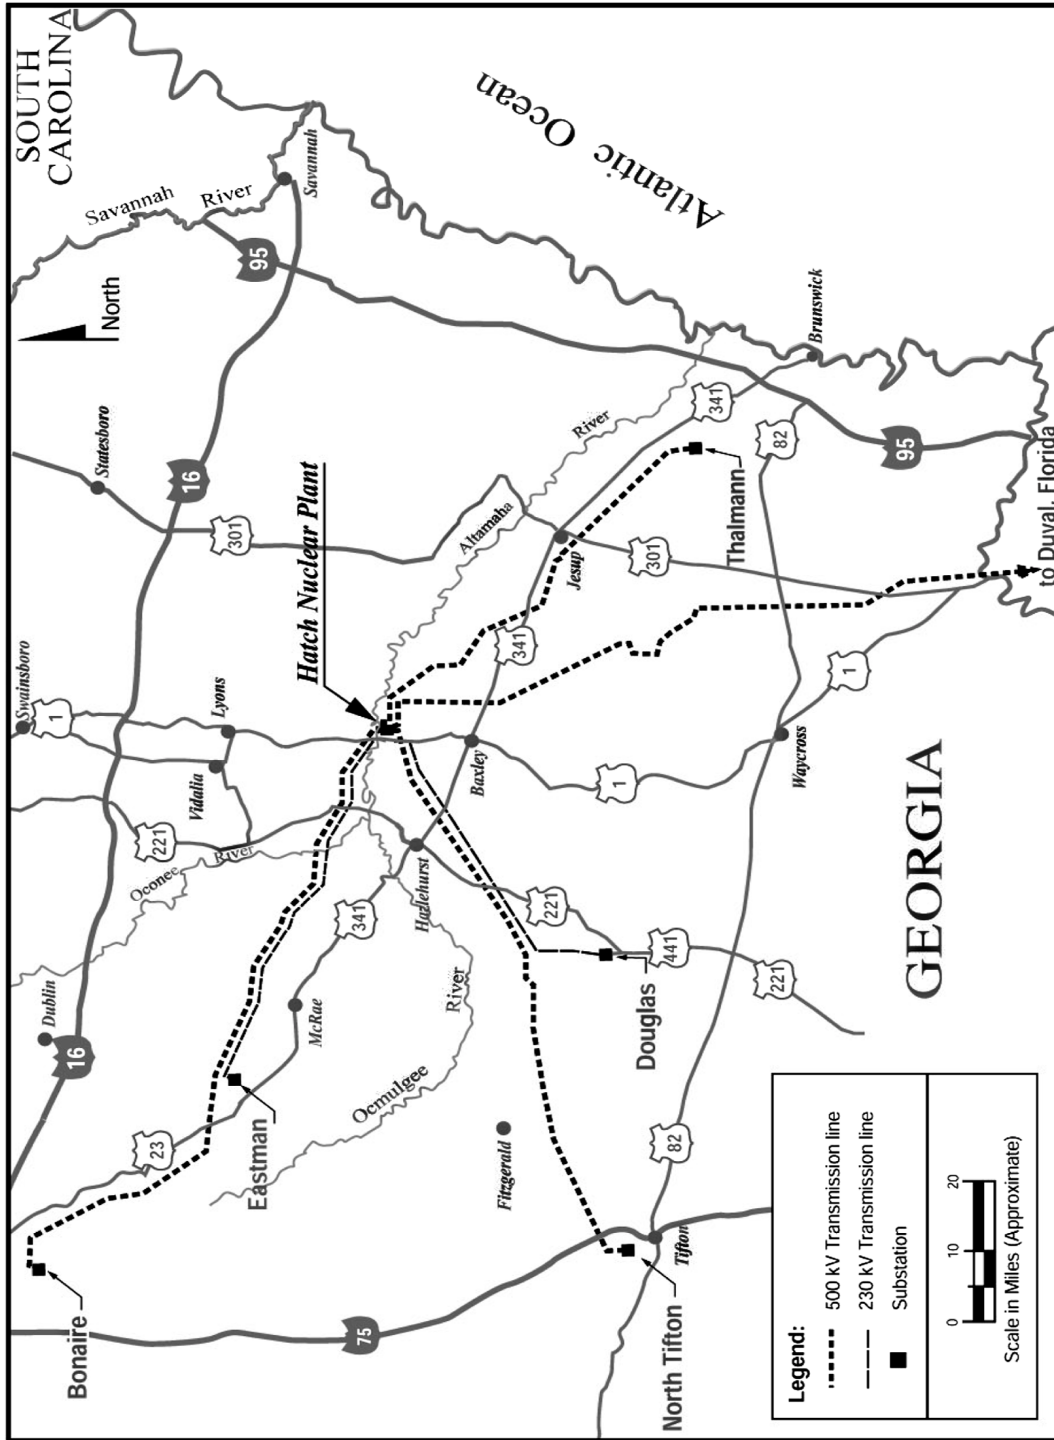 SOUTH
CAROLINA
Atlantic Ocean
Savannah
River
Savannah
North
95
Statesboro
16
301
Hatch Nuclear Plant
Altamaha
River
Swainsboro
1
Lyons
Vidalia
221
Oconee
River
Dublin
16
341
McRae
Hazlehurst
Baxley
341
Jesup
301
Thalmann
341
82
Brunswick
95
to Duval, Florida
1
Waycross
1
GEORGIA
221
441
221
Douglas
River
Ocmulgee
23
Eastman
Fitzgerald
82
Tifton
North Tifton
75
Bonaire
Legend:
500 kV Transmission line
230 kV Transmission line
Substation
0 10 20
Scale in Miles (Approximate)